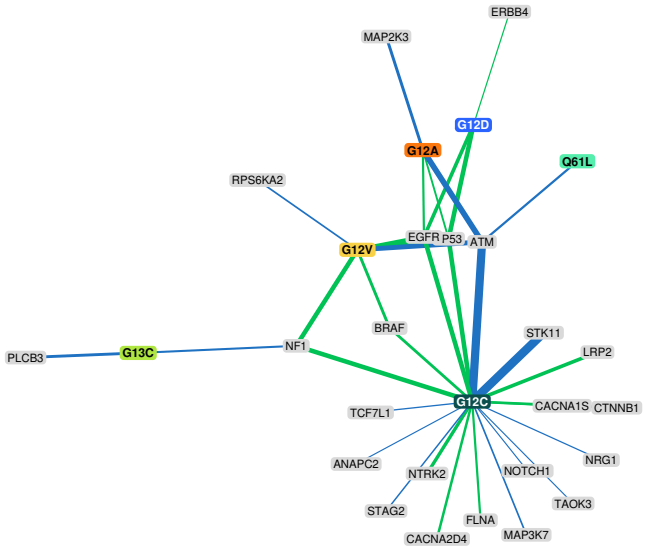 ERBB4
MAP2K3
G12D
G12A
Q61L
RPS6KA2
EGFR
P53
ATM
G12V
BRAF
STK11
NF1
LRP2
PLCB3
G13C
G12C
CACNA1S
CTNNB1
TCF7L1
ANAPC2
NTRK2
NOTCH1
NRG1
STAG2
TAOK3
FLNA
CACNA2D4
MAP3K7